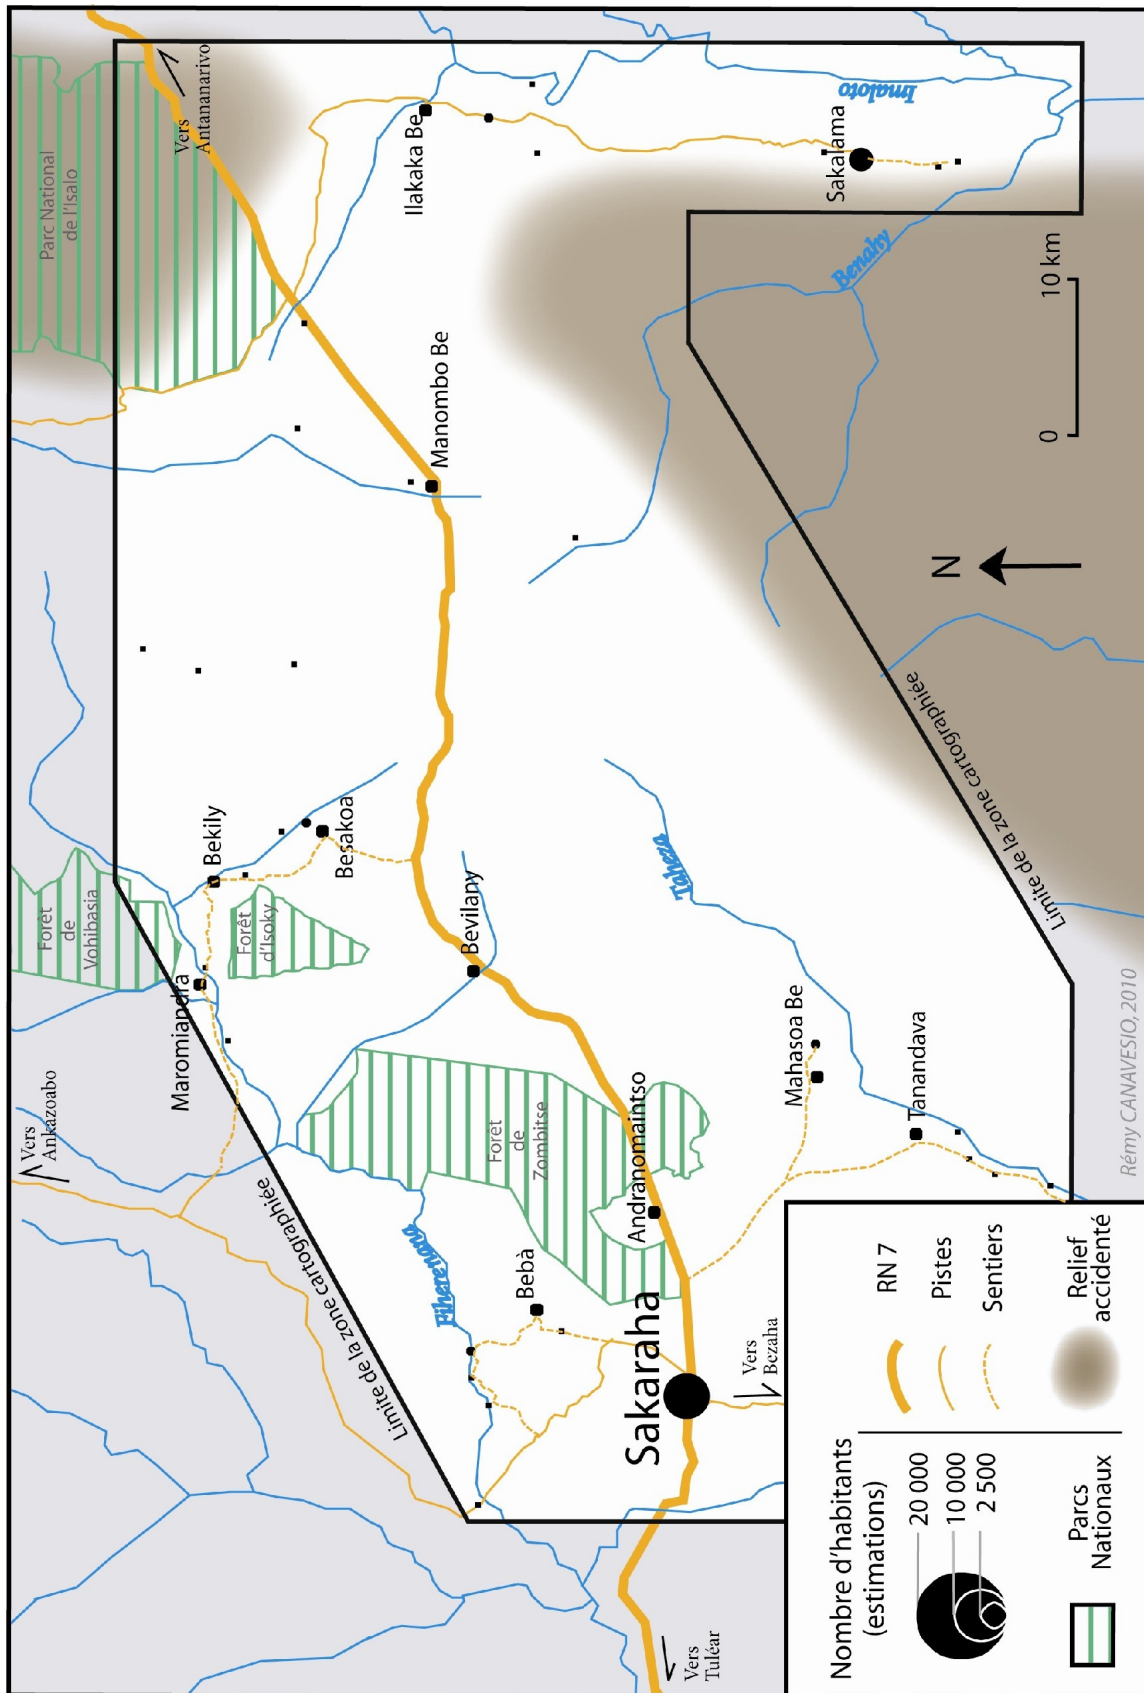 Vers
Antananarivo
Parc National
de l'Isalo
Ilakaka Be
Imaloto
Sakalama
Benahy
Manombo Be
0
10 km
N
Limite de la zone cartographiée
Forêt
de
Vohibasia
Bekily
Besakoa
Forêt
d'Isoky
Maromiandra
Bevilany
Taheza
Vers
Ankazoabo
Limite de la zone cartographiée
Forêt
de
Zombitse
Andranomaintso
Mahasoa Be
Tanandava
Fiherenana
Bebà
Sakaraha
Vers
Bezaha
Vers
Tuléar
Nombre d'habitants
(estimations)
20 000
10 000
2 500
RN 7
Pistes
Sentiers
Parcs
Nationaux
Relief
accidenté
Rémy CANAVESIO, 2010